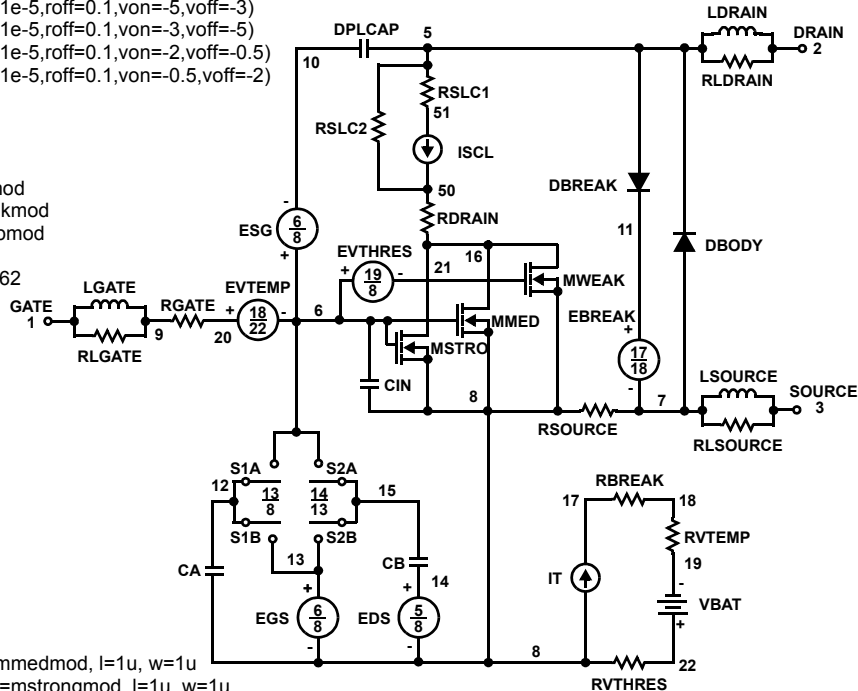 1e-5,roff=0.1,von=-5,voff=-3)
1e-5,roff=0.1,von=-3,voff=-5)
1e-5,roff=0.1,von=-2,voff=-0.5)
1e-5,roff=0.1,von=-0.5,voff=-2)
LDRAIN
DPLCAP
5
DRAIN
2
10
RLDRAIN
RSLC1
51
RSLC2
ISCL
nod
kmod
omod
50
DBREAK
RDRAIN
ESG
-
6
8
+
11
DBODY
EVTHRES
+
19
8
-
16
21
MWEAK
62
LGATE
EVTEMP
GATE
1
RGATE
+
18
22
-
6
MMED
EBREAK
+
17
18
-
9
20
RLGATE
MSTRO
CIN
LSOURCE
8
7
SOURCE
3
RSOURCE
RLSOURCE
S1A
S2A
12
13
8
14
13
15
RBREAK
17
18
S1B
S2B
RVTEMP
13
CB
19
CA
14
IT
-
VBAT
+
EGS
+
6
8
-
EDS
+
5
8
-
8
22
RVTHRES
mmedmod, l=1u, w=1u
=mstrongmod, l=1u, w=1u